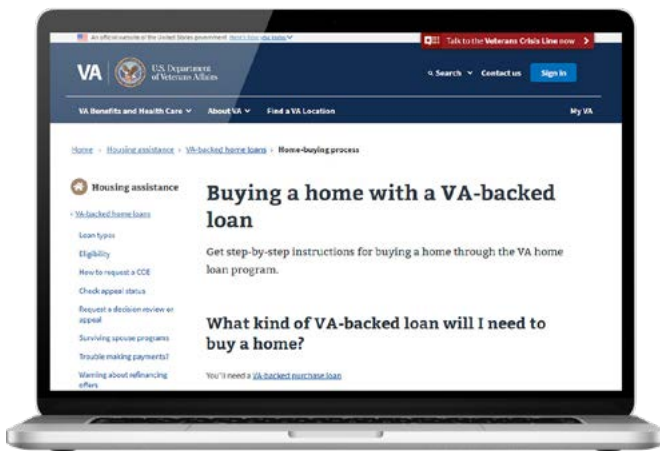 An official website of the United States government Here's how you know
Talk to the Veterans Crisis Line now
VA
U.S. Department
of Veterans Affairs
Search
Contact us
Sign in
VA Benefits and Health Care
About VA
Find a VA Location
My VA
Home › Housing assistance › VA-backed home loans › Home-buying process
Housing assistance
‹ VA-backed home loans
Loan types
Eligibility
How to request a COE
Check appeal status
Request a decision review or
appeal
Surviving spouse programs
Trouble making payments?
Warning about refinancing
offers
Buying a home with a VA-backed
loan
Get step-by-step instructions for buying a home through the VA home
loan program.
What kind of VA-backed loan will I need to
buy a home?
You'll need a VA-backed purchase loan